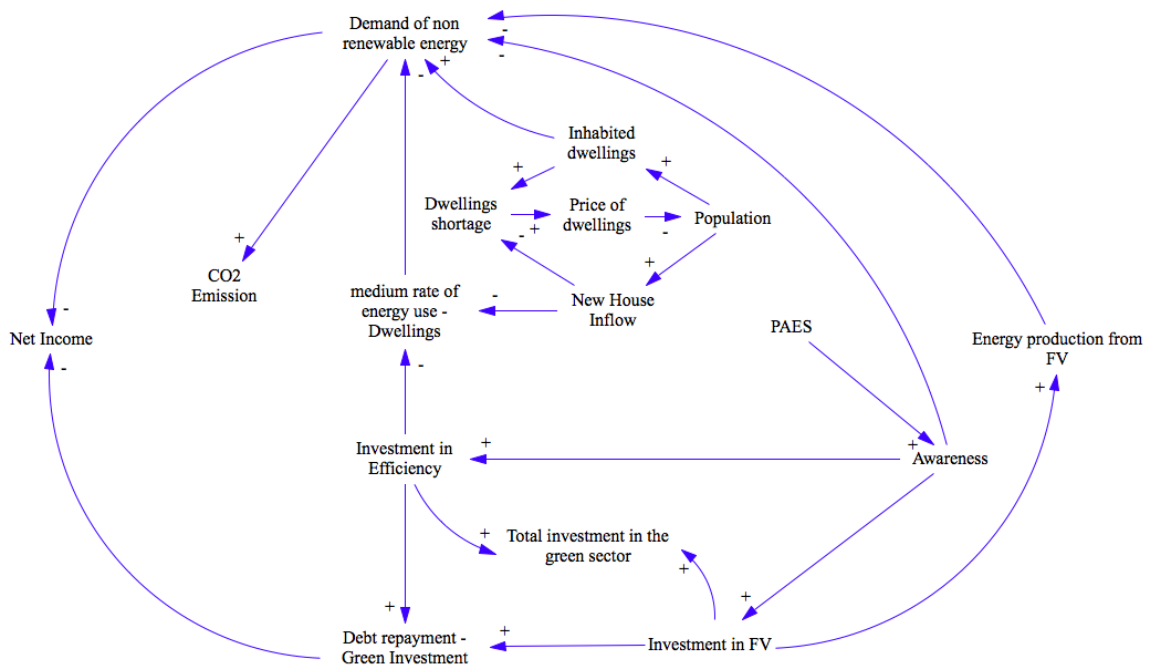 Demand of non
renewable energy
-
-
+
-
Inhabited
dwellings
+
+
Dwellings
shortage
+
-
Price of
dwellings
-
Population
+
+
CO2
Emission
medium rate of
energy use -
Dwellings
-
New House
Inflow
-
Net Income
-
PAES
Energy production from
FV
+
-
+
Investment in
Efficiency
+
Awareness
+
Total investment in the
green sector
+
+
+
Debt repayment -
Green Investment
+
Investment in FV